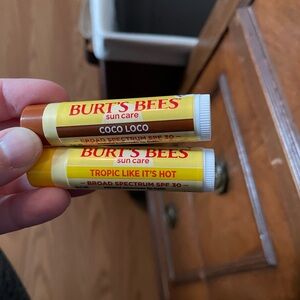 BURT'S BEES
sun care
COCO LOCO
BROAD SPECTRUM SPF 30
BURT'S BEES
sun care
TROPIC LIKE IT'S HOT
BROAD SPECTRUM SPF 30